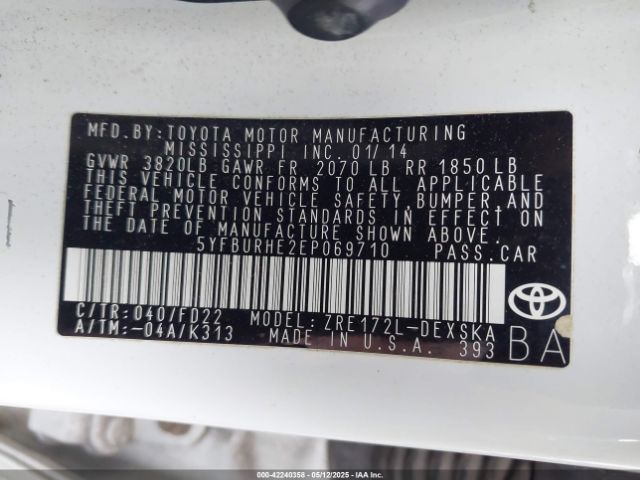 MFD.BY:TOYOTA MOTOR MANUFACTURING
MISSISSIPPI INC. 01/14
GVWR 3820LB GAWR FR 2070 LB RR 1850 LB
THIS VEHICLE CONFORMS TO ALL APPLICABLE
FEDERAL MOTOR VEHICLE SAFETY,BUMPER,AND
THEFT PREVENTION STANDARDS IN EFFECT ON
THE DATE OF MANUFACTURE SHOWN ABOVE.
5YFBURHE2EP069710 PASS.CAR
C/TR: 040/FD22 MODEL: ZRE172L-DEXSKA
A/TM:-04A/K313 MADE IN U.S.A. 393
BA
00-42240358 - 05/12/2025 - IAA Inc.